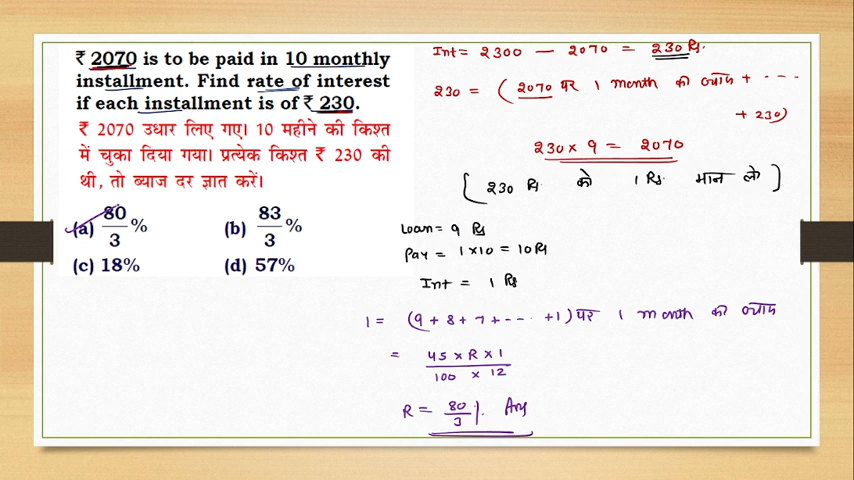 ₹ 2070 is to be paid in 10 monthly
installment. Find rate of interest
if each installment is of ₹ 230.
₹ 2070 उधार लिए गए। 10 महीने की किश्त
में चुका दिया गया। प्रत्येक किश्त ₹ 230 की
थी, तो ब्याज दर ज्ञात करें।
(a) 80/3 %
(b) 83/3 %
(c) 18%
(d) 57%
Int = 2300 — 2070 = 230 Rs.
230 = ( 2070 पर 1 month का ब्याज + ----
+ 230)
230 × 9 = 2070
[ 230 Rs को 1 Rs. मान ले ]
Loan = 9 Rs
Pay = 1 × 10 = 10 Rs
Int = 1 Rs
1 = (9 + 8 + 7 + --- . +1) पर 1 month का ब्याज
= 45 × R × 1 / 100 × 12
R = 80/3 %. Ans